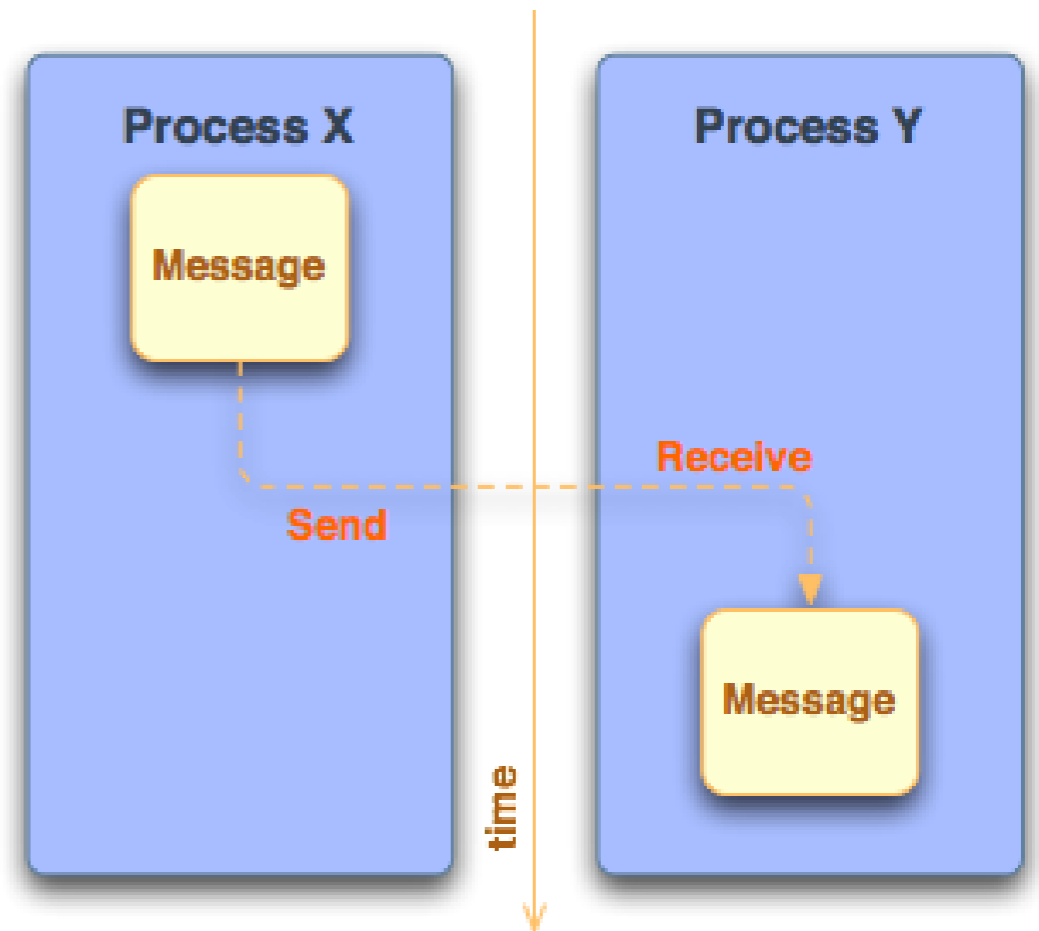 Process X
Process Y
Message
Receive
Send
Message
time